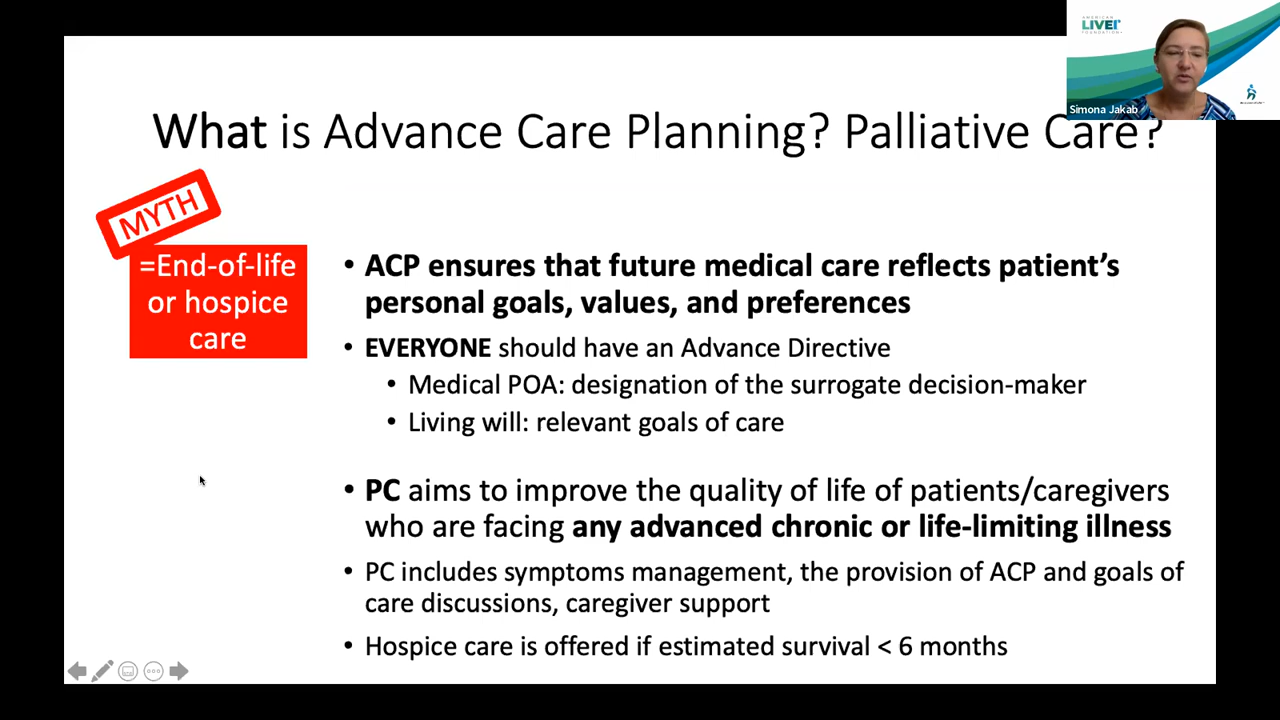 AMERICAN
LIVER
FOUNDATION
Simona Jakab
What is Advance Care Planning? Palliative Care?
MYTH
=End-of-life
or hospice
care
• ACP ensures that future medical care reflects patient’s
personal goals, values, and preferences
• EVERYONE should have an Advance Directive
• Medical POA: designation of the surrogate decision-maker
• Living will: relevant goals of care
• PC aims to improve the quality of life of patients/caregivers
who are facing any advanced chronic or life-limiting illness
• PC includes symptoms management, the provision of ACP and goals of
care discussions, caregiver support
• Hospice care is offered if estimated survival < 6 months